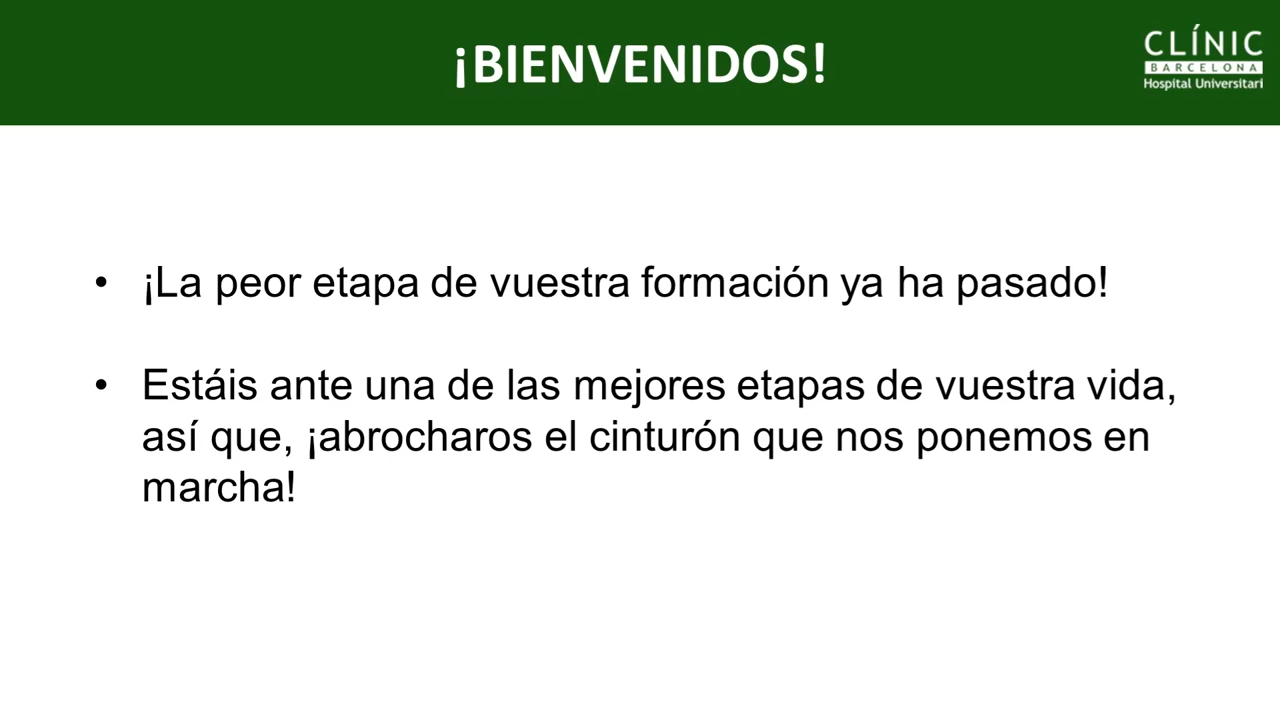 ¡BIENVENIDOS!
CLÍNIC
BARCELONA
Hospital Universitari
• ¡La peor etapa de vuestra formación ya ha pasado!
• Estáis ante una de las mejores etapas de vuestra vida,
así que, ¡abrocharos el cinturón que nos ponemos en
marcha!